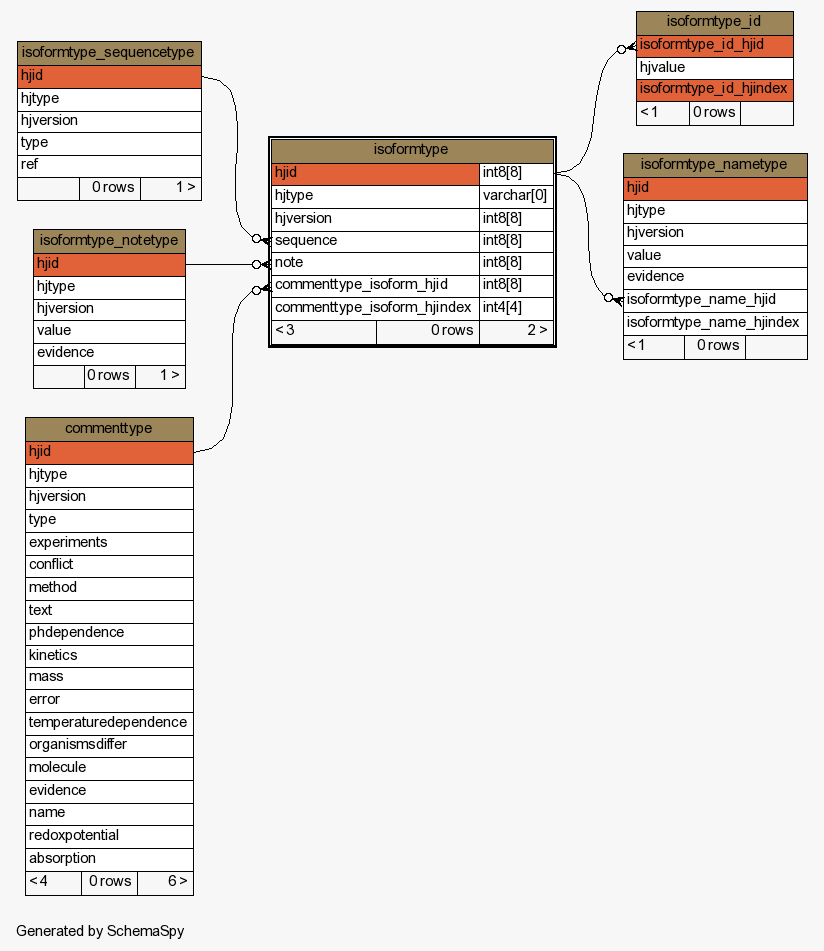 isoformtype_sequencetype
hjid
hjtype
hjversion
type
ref
0 rows 1 >
isoformtype_notetype
hjid
hjtype
hjversion
value
evidence
0 rows 1 >
commenttype
hjid
hjtype
hjversion
type
experiments
conflict
method
text
phdependence
kinetics
mass
error
temperaturedependence
organismsdiffer
molecule
evidence
name
redoxpotential
absorption
< 4 0 rows 6 >
isoformtype
hjid int8[8]
hjtype varchar[0]
hjversion int8[8]
sequence int8[8]
note int8[8]
commenttype_isoform_hjid int8[8]
commenttype_isoform_hjindex int4[4]
< 3 0 rows 2 >
isoformtype_id
isoformtype_id_hjid
hjvalue
isoformtype_id_hjindex
< 1 0 rows
isoformtype_nametype
hjid
hjtype
hjversion
value
evidence
isoformtype_name_hjid
isoformtype_name_hjindex
< 1 0 rows
Generated by SchemaSpy